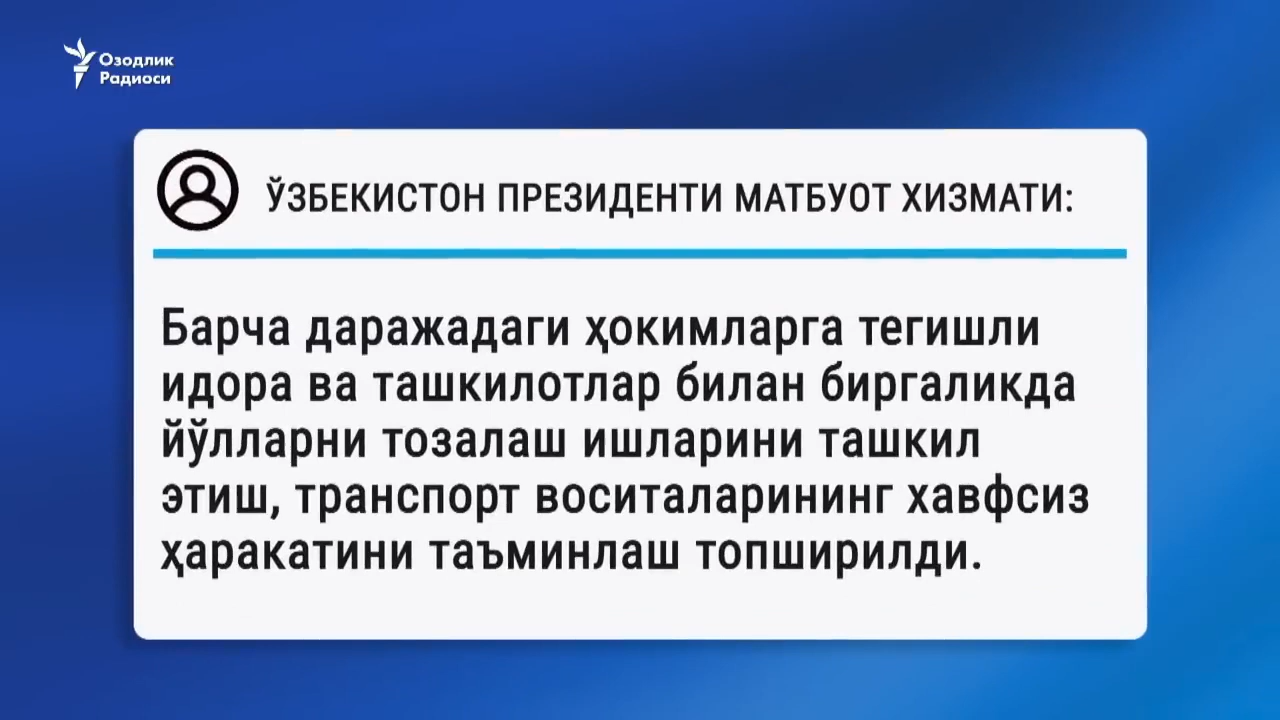 Озодлик
Радиоси
ЎЗБЕКИСТОН ПРЕЗИДЕНТИ МАТБУОТ ХИЗМАТИ:
Барча даражадаги ҳокимларга тегишли
идора ва ташкилотлар билан биргаликда
йўлларни тозалаш ишларини ташкил
этиш, транспорт воситаларининг хавфсиз
ҳаракатини таъминлаш топширилди.